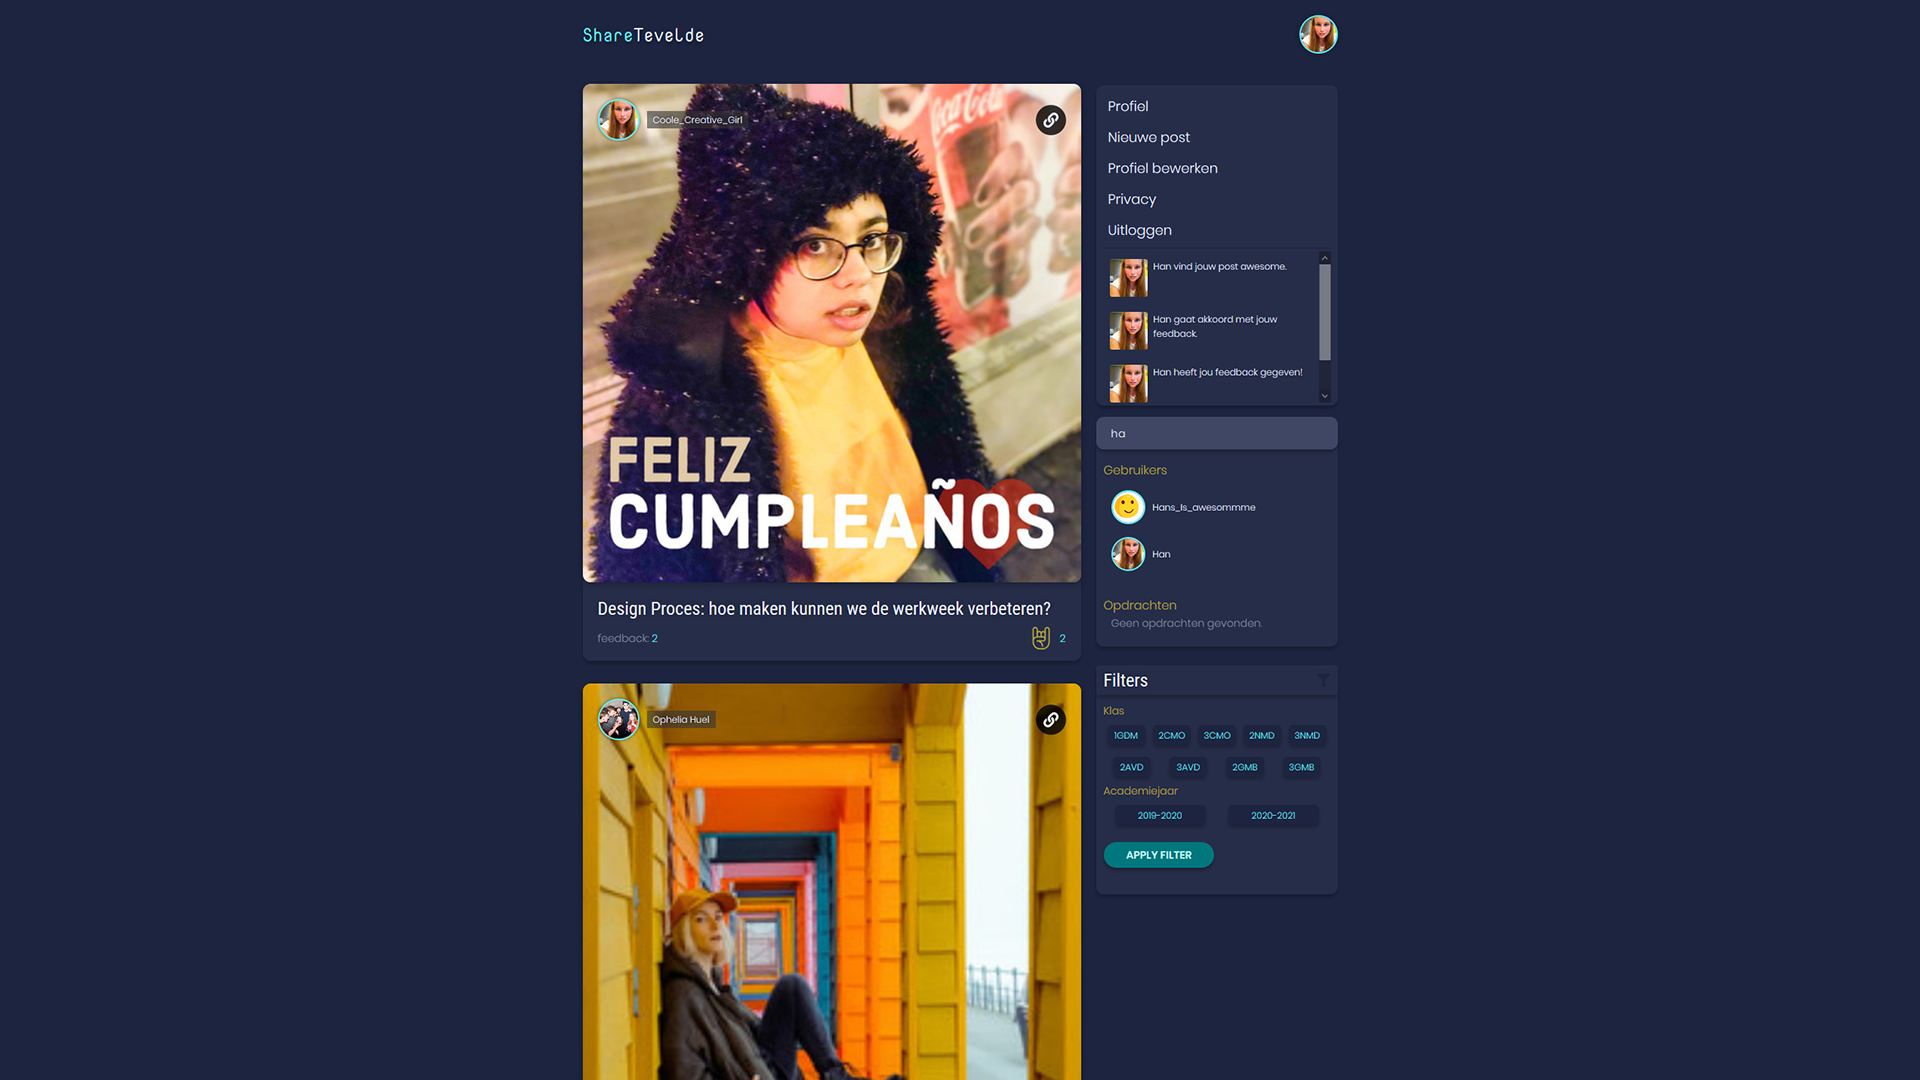 ShareTevelde
Coole_Creative_Girl
Coca-Cola
FELIZ
CUMPLEAÑOS
Design Proces: hoe maken kunnen we de werkweek verbeteren?
feedback: 2
2
Ophelia Huel
Profiel
Nieuwe post
Profiel bewerken
Privacy
Uitloggen
Han vind jouw post awesome.
Han gaat akkoord met jouw
feedback.
Han heeft jou feedback gegeven!
ha
Gebruikers
Hans_Is_awesommme
Han
Opdrachten
Geen opdrachten gevonden.
Filters
Klas
1GDM 2CMO 3CMO 2NMD 3NMD
2AVD 3AVD 2GMB 3GMB
Academiejaar
2019-2020 2020-2021
APPLY FILTER